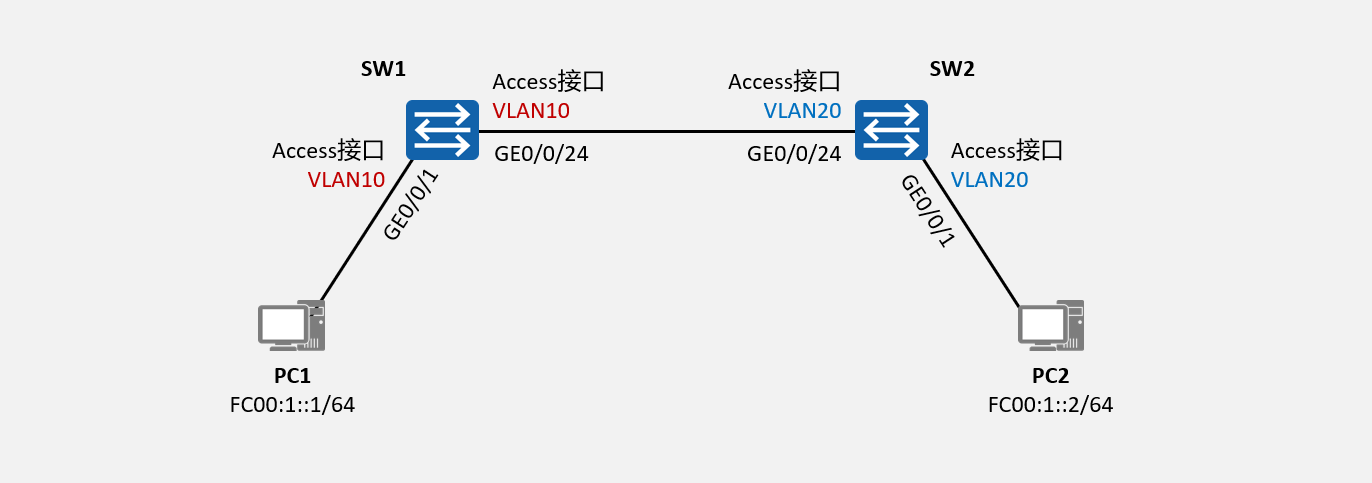 SW1
SW2
Access接口
VLAN10
GE0/0/24
Access接口
VLAN20
GE0/0/24
Access接口
VLAN10
GE0/0/1
Access接口
VLAN20
GE0/0/1
PC1
FC00:1::1/64
PC2
FC00:1::2/64